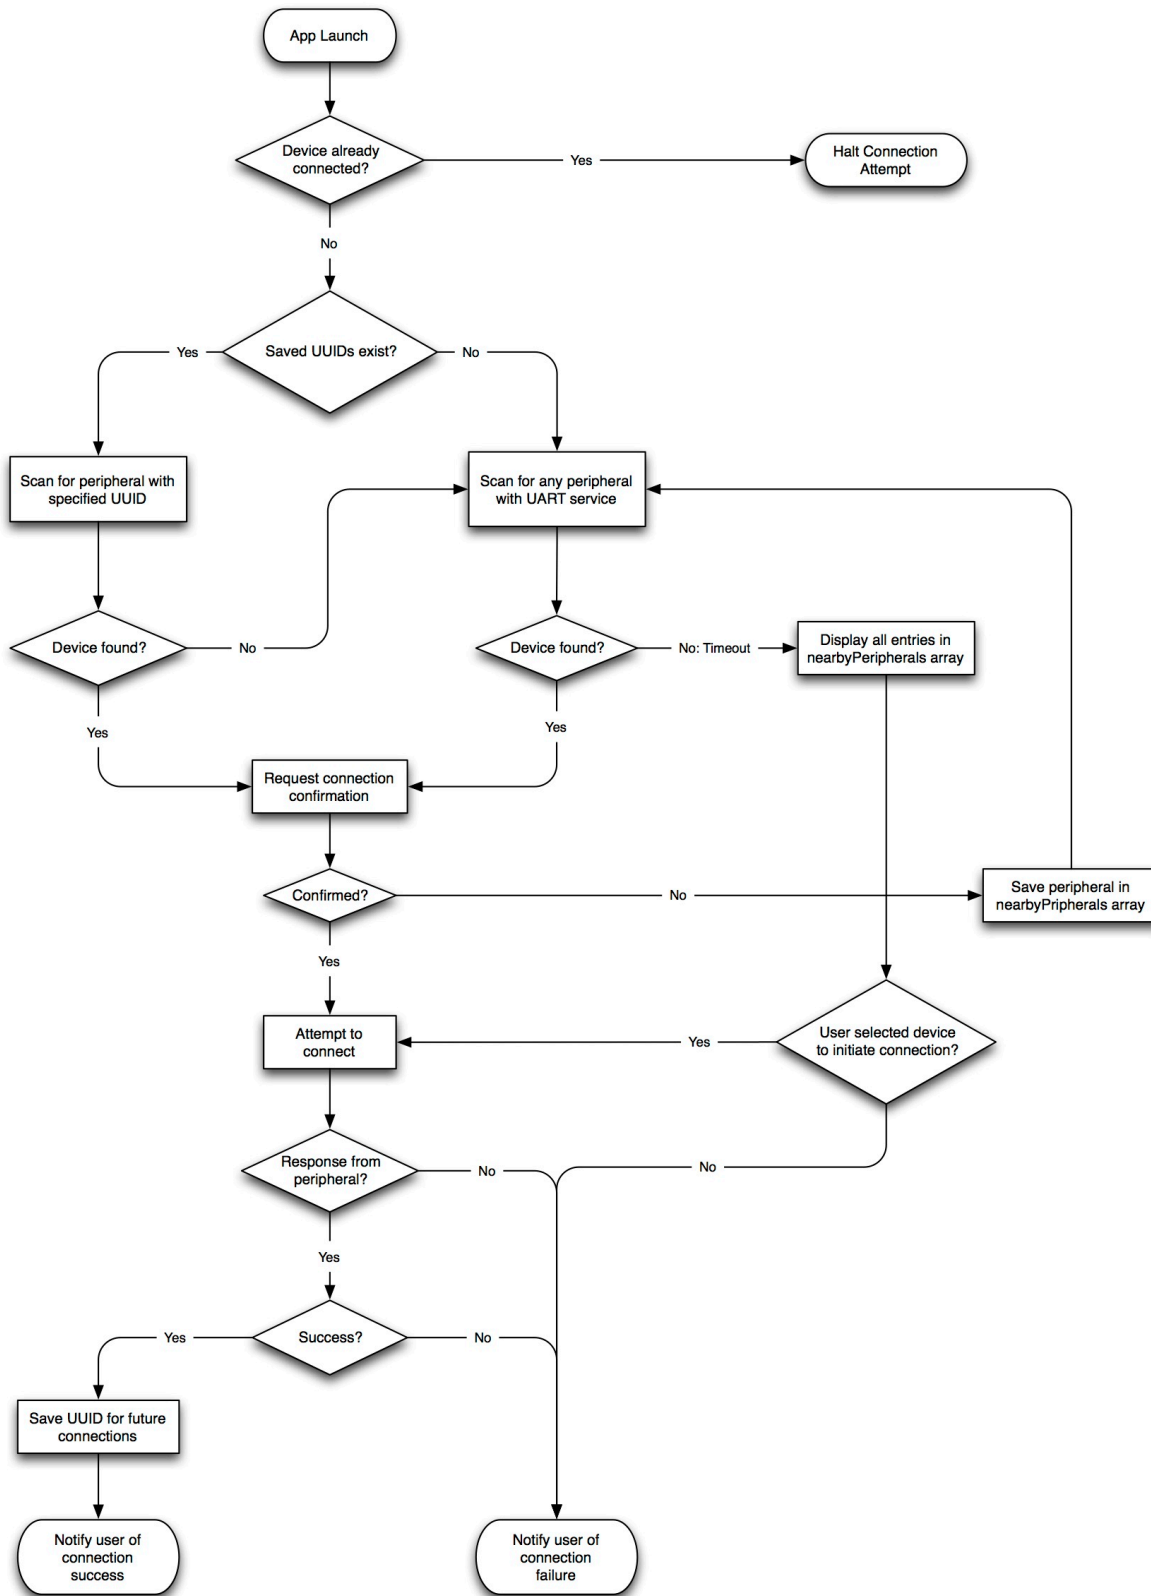 App Launch
Device already
connected?
Yes
Halt Connection
Attempt
No
Saved UUIDs exist?
Yes
No
Scan for peripheral with
specified UUID
Scan for any peripheral
with UART service
Device found?
No
Device found?
No: Timeout
Display all entries in
nearbyPeripherals array
Yes
Yes
Request connection
confirmation
Confirmed?
No
Save peripheral in
nearbyPripherals array
Yes
Attempt to
connect
Yes
User selected device
to initiate connection?
Response from
peripheral?
No
No
Yes
Success?
Yes
No
Save UUID for future
connections
Notify user of
connection
success
Notify user of
connection
failure